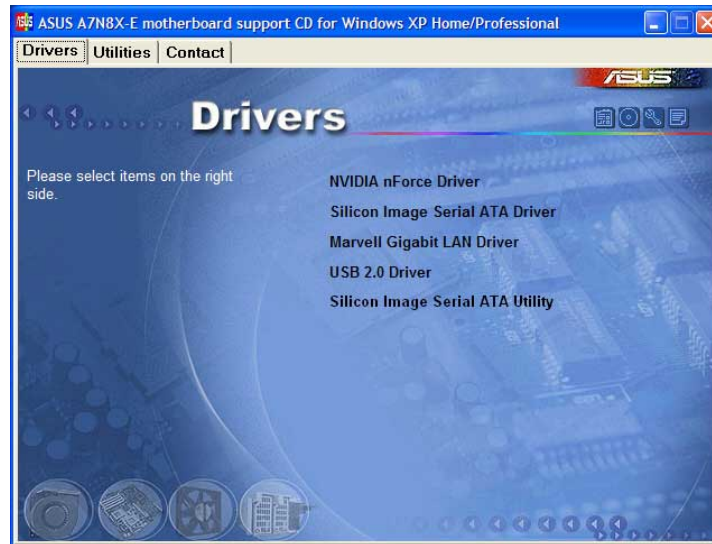 ASUS A7N8X-E motherboard support CD for Windows XP Home/Professional
Drivers Utilities Contact
ASUS
Drivers
Please select items on the right
side.
NVIDIA nForce Driver
Silicon Image Serial ATA Driver
Marvell Gigabit LAN Driver
USB 2.0 Driver
Silicon Image Serial ATA Utility